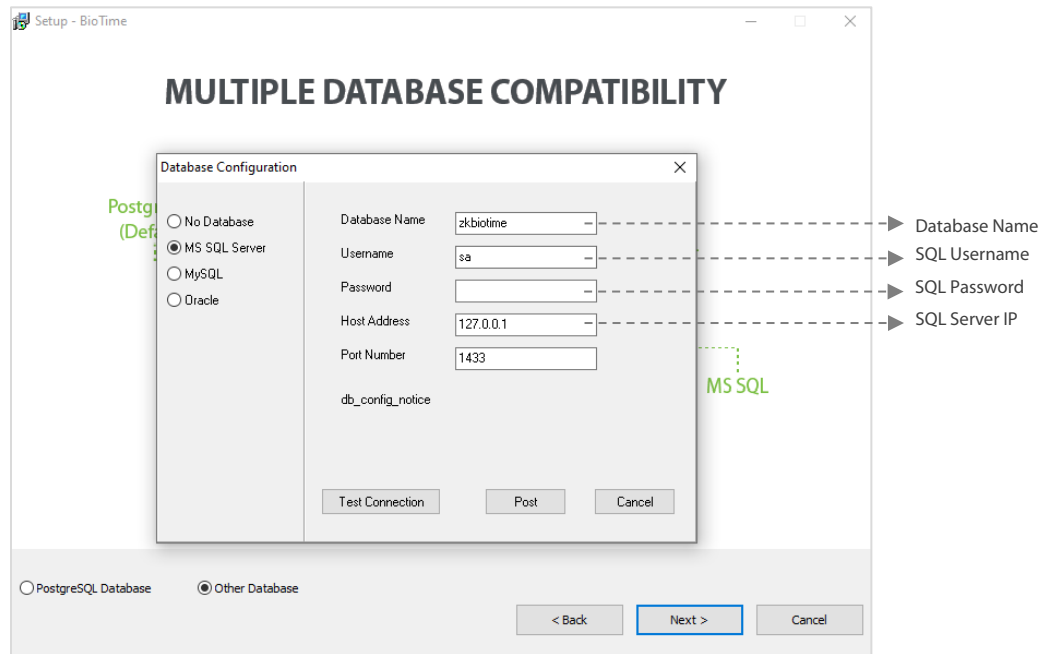 Setup - BioTime
MULTIPLE DATABASE COMPATIBILITY
Database Configuration
No Database
MS SQL Server
MySQL
Oracle
Database Name zkbiotime
Username sa
Password
Host Address 127.0.0.1
Port Number 1433
db_config_notice
Test Connection Post Cancel
Database Name
SQL Username
SQL Password
SQL Server IP
MS SQL
PostgreSQL Database Other Database
< Back Next > Cancel